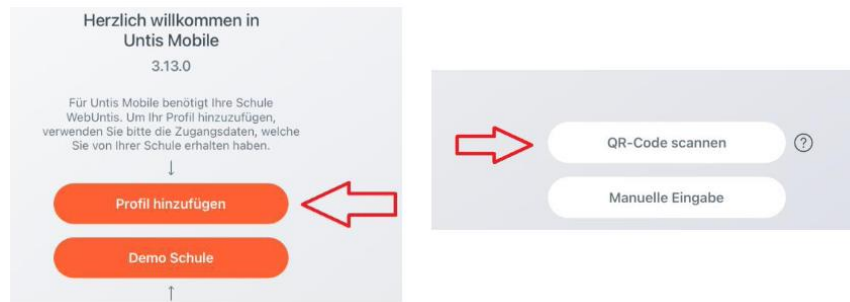 Herzlich willkommen in
Untis Mobile
3.13.0
Für Untis Mobile benötigt Ihre Schule
WebUntis. Um Ihr Profil hinzuzufügen,
verwenden Sie bitte die Zugangsdaten, welche
Sie von Ihrer Schule erhalten haben.
↓
Profil hinzufügen
Demo Schule
↑
QR-Code scannen ?
Manuelle Eingabe